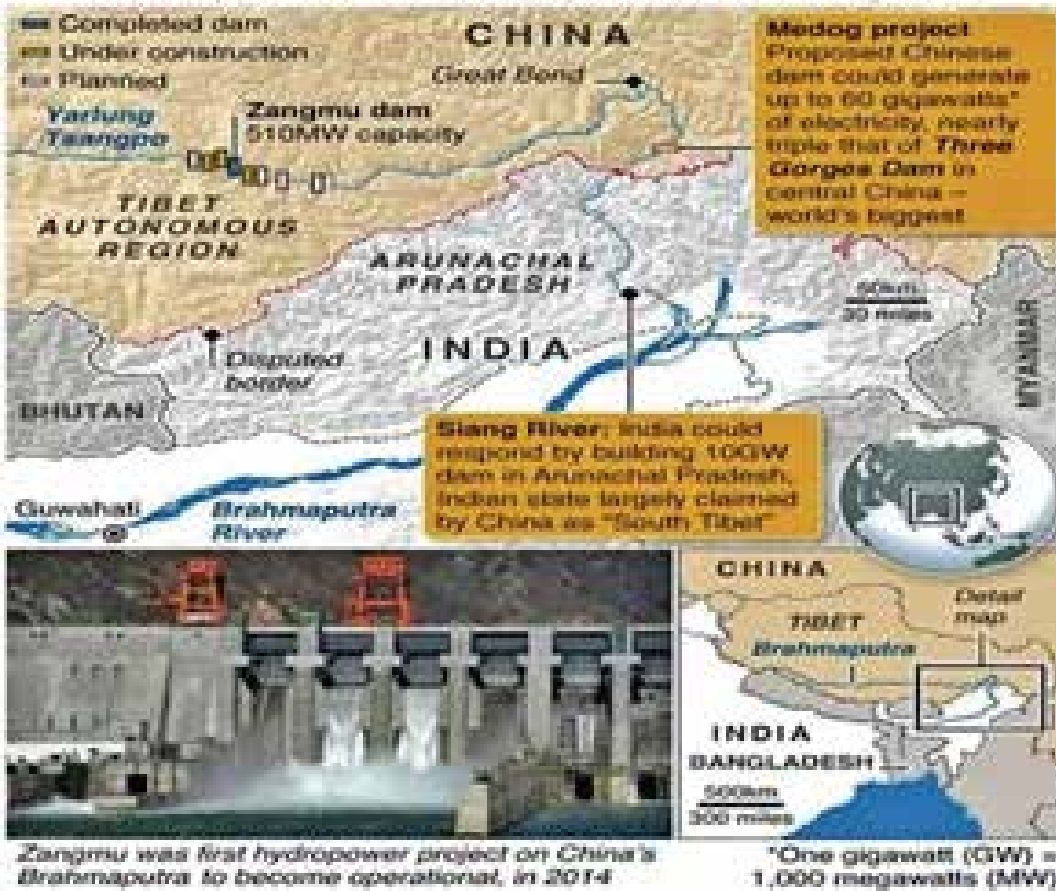 Completed dam
Under construction
Planned
CHINA
Great Bend
Yarlung
Tsangpo
Zangmu dam
510MW capacity
Medog project
Proposed Chinese
dam could generate
up to 60 gigawatts*
of electricity, nearly
triple that of Three
Gorges Dam in
central China –
world's biggest
TIBET
AUTONOMOUS
REGION
ARUNACHAL
PRADESH
50km
30 miles
INDIA
Disputed
border
MYANMAR
BHUTAN
Siang River: India could
respond by building 10GW
dam in Arunachal Pradesh,
Indian state largely claimed
by China as "South Tibet"
Guwahati
Brahmaputra
River
CHINA
Detail
map
TIBET
Brahmaputra
INDIA
BANGLADESH
500km
300 miles
Zangmu was first hydropower project on China's
Brahmaputra to become operational, in 2014
*One gigawatt (GW) =
1,000 megawatts (MW)